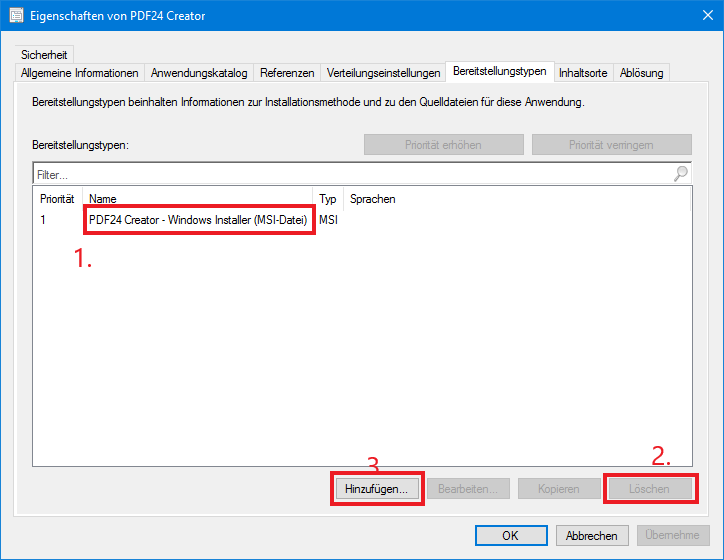 Eigenschaften von PDF24 Creator
Sicherheit
Allgemeine Informationen Anwendungskatalog Referenzen Verteilungseinstellungen Bereitstellungstypen Inhaltsorte Ablösung
Bereitstellungstypen beinhalten Informationen zur Installationsmethode und zu den Quelldateien für diese Anwendung.
Bereitstellungstypen: Priorität erhöhen Priorität verringern
Filter...
Priorität Name Typ Sprachen
1 PDF24 Creator - Windows Installer (MSI-Datei) MSI
1.
3. 2.
Hinzufügen... Bearbeiten... Kopieren Löschen
OK Abbrechen Übernehme